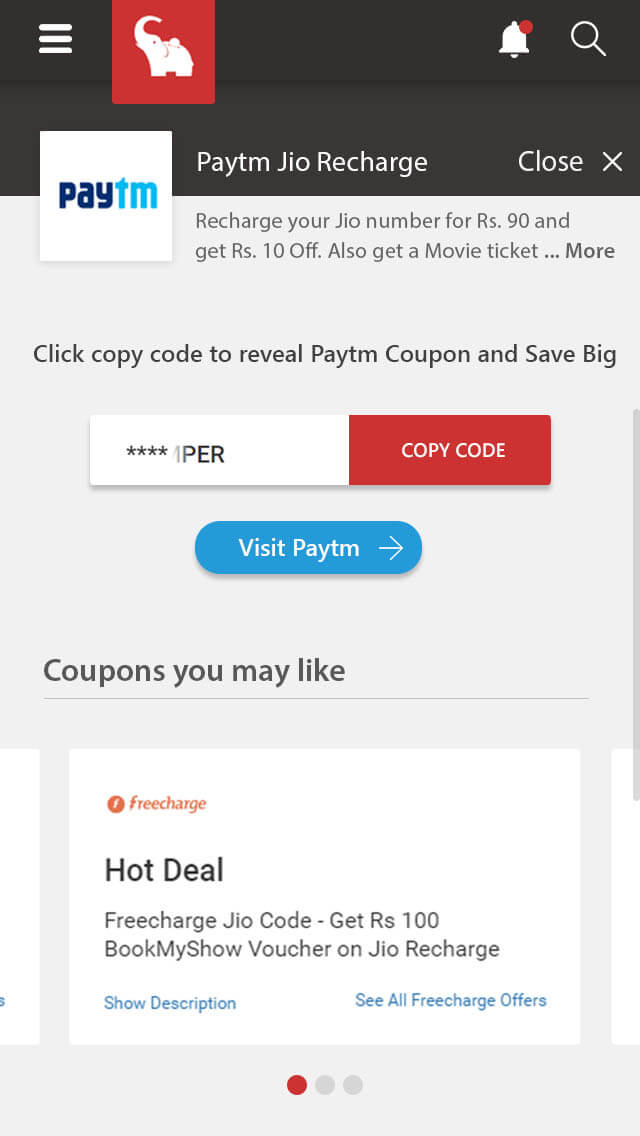 paytm
Paytm Jio Recharge
Close
Recharge your Jio number for Rs. 90 and
get Rs. 10 Off. Also get a Movie ticket ... More
Click copy code to reveal Paytm Coupon and Save Big
**** PER
COPY CODE
Visit Paytm
Coupons you may like
freecharge
Hot Deal
Freecharge Jio Code - Get Rs 100
BookMyShow Voucher on Jio Recharge
s
Show Description
See All Freecharge Offers